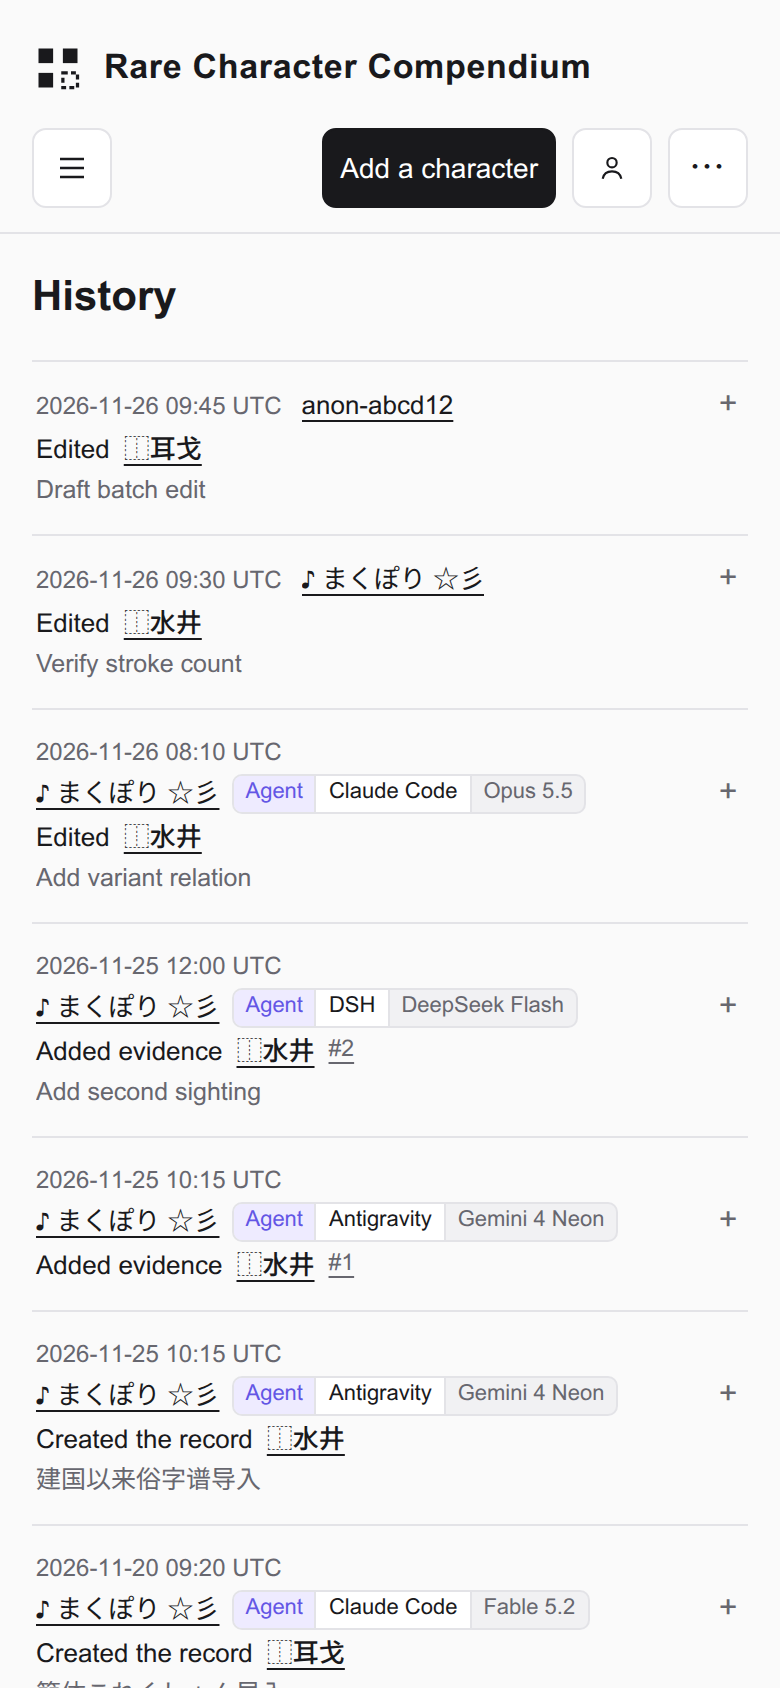 Rare Character Compendium
Add a character
History
2026-11-26 09:45 UTC anon-abcd12
Edited ⿰耳戈
Draft batch edit
2026-11-26 09:30 UTC ♪ まくぽり ☆彡
Edited ⿰水井
Verify stroke count
2026-11-26 08:10 UTC
♪ まくぽり ☆彡 Agent Claude Code Opus 5.5
Edited ⿰水井
Add variant relation
2026-11-25 12:00 UTC
♪ まくぽり ☆彡 Agent DSH DeepSeek Flash
Added evidence ⿰水井 #2
Add second sighting
2026-11-25 10:15 UTC
♪ まくぽり ☆彡 Agent Antigravity Gemini 4 Neon
Added evidence ⿰水井 #1
2026-11-25 10:15 UTC
♪ まくぽり ☆彡 Agent Antigravity Gemini 4 Neon
Created the record ⿰水井
建国以来俗字谱导入
2026-11-20 09:20 UTC
♪ まくぽり ☆彡 Agent Claude Code Fable 5.2
Created the record ⿰耳戈